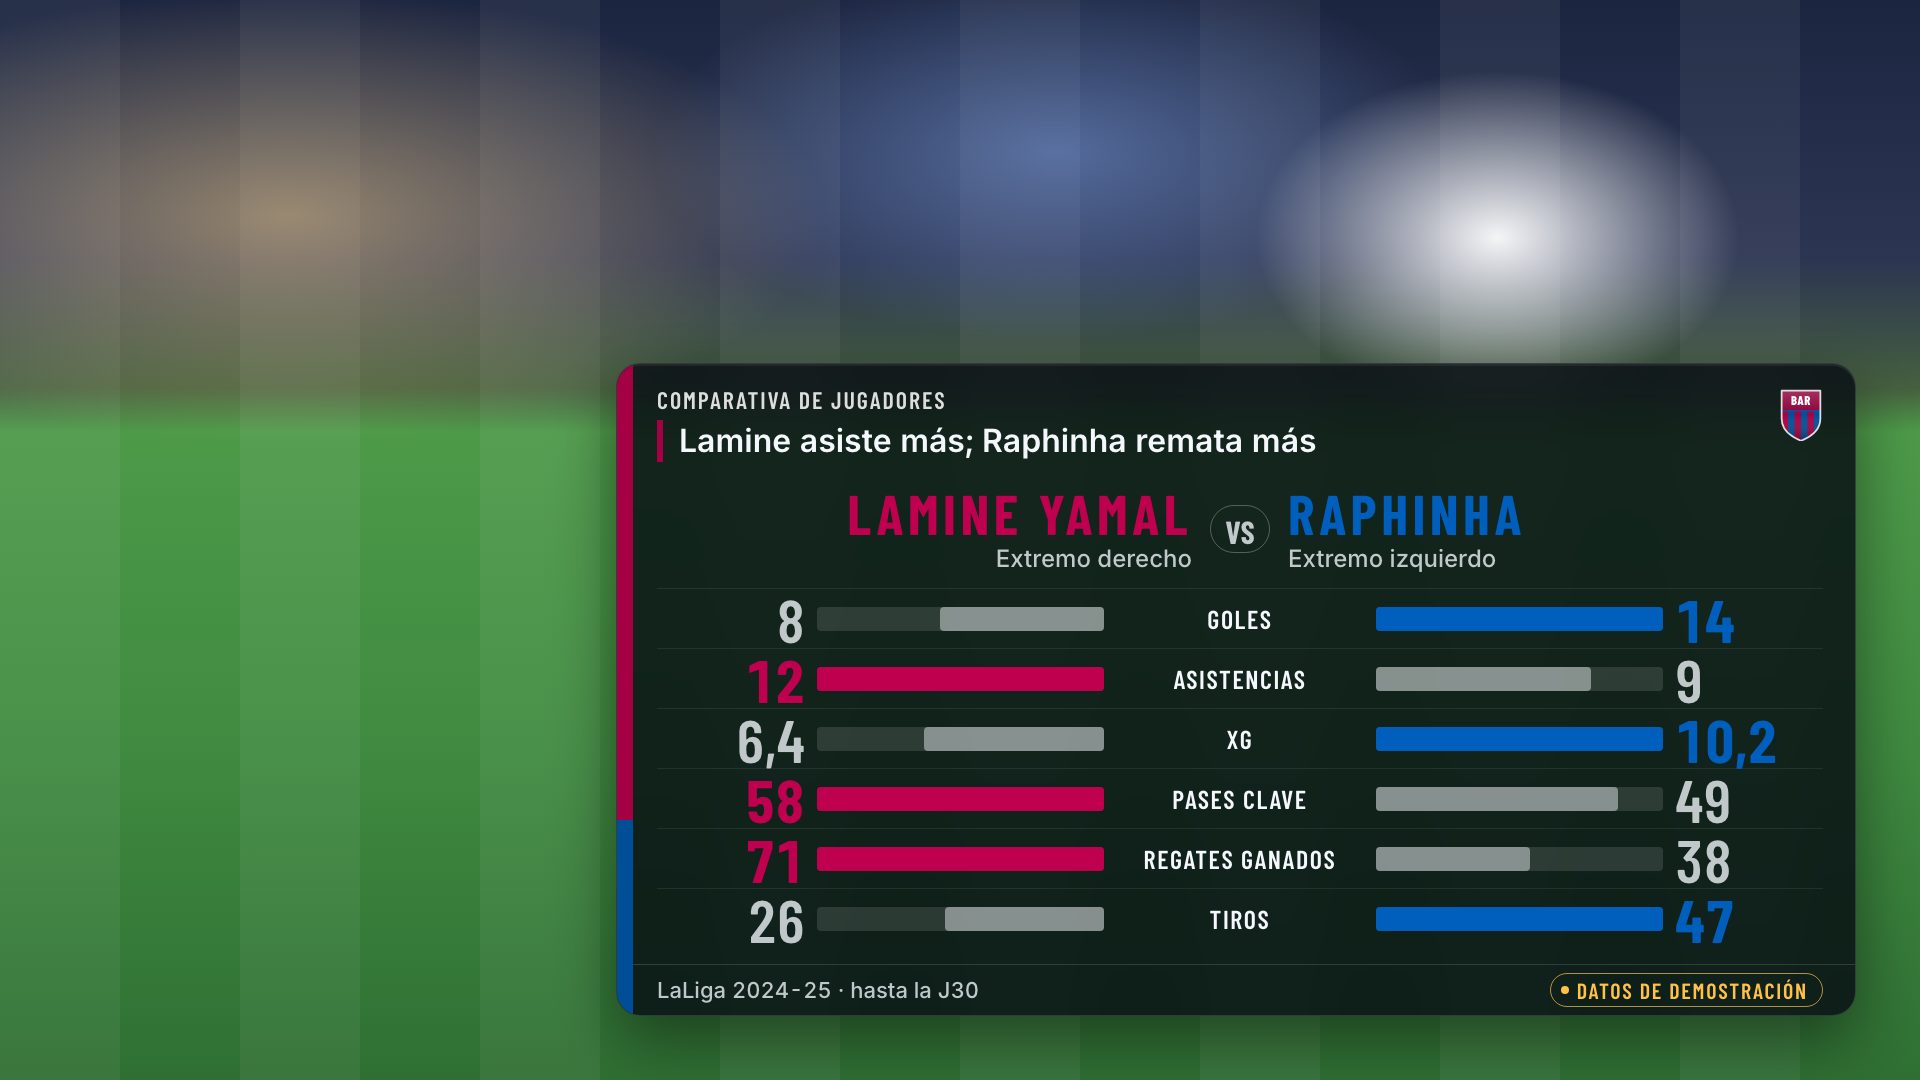 COMPARATIVA DE JUGADORES
BAR
Lamine asiste más; Raphinha remata más
LAMINE YAMAL VS RAPHINHA
Extremo derecho Extremo izquierdo
8 GOLES 14
12 ASISTENCIAS 9
6,4 XG 10,2
58 PASES CLAVE 49
71 REGATES GANADOS 38
26 TIROS 47
LaLiga 2024-25 · hasta la J30
DATOS DE DEMOSTRACIÓN